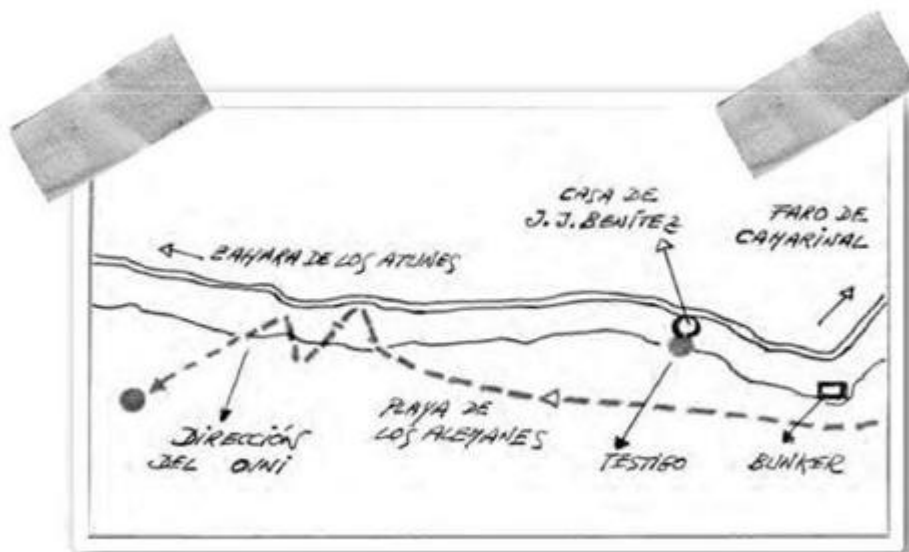 CASA DE
J.J. BENÍTEZ
FARO DE
CAMARINAL
ZAHARA DE LOS ATUNES
PLAYA DE
LOS ALEMANES
DIRECCIÓN
DEL OVNI
TESTIGO
BUNKER